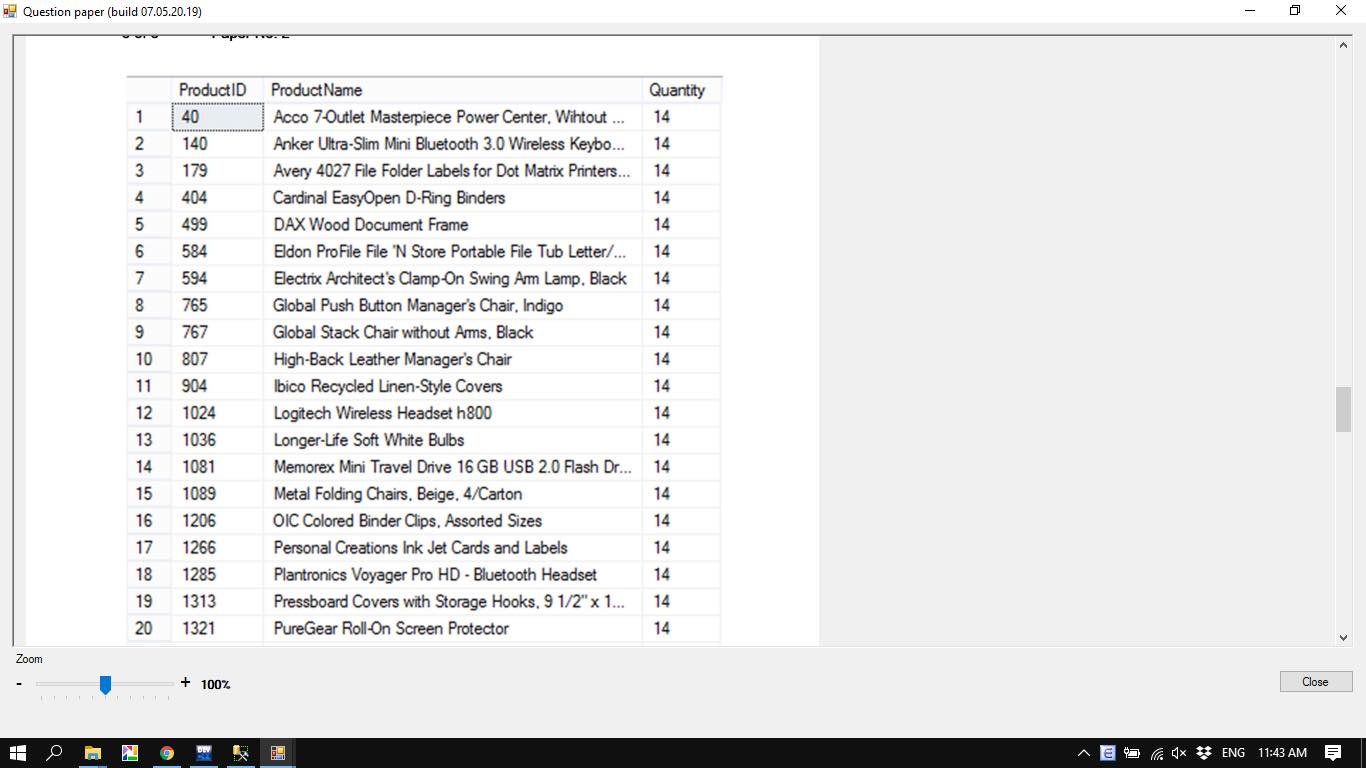 Question paper (build 07.05.20.19)
Paper No: 2
ProductID ProductName Quantity
1 40 Acco 7-Outlet Masterpiece Power Center, Wihtout ... 14
2 140 Anker Ultra-Slim Mini Bluetooth 3.0 Wireless Keybo... 14
3 179 Avery 4027 File Folder Labels for Dot Matrix Printers... 14
4 404 Cardinal EasyOpen D-Ring Binders 14
5 499 DAX Wood Document Frame 14
6 584 Eldon ProFile File 'N Store Portable File Tub Letter/... 14
7 594 Electrix Architect's Clamp-On Swing Arm Lamp, Black 14
8 765 Global Push Button Manager's Chair, Indigo 14
9 767 Global Stack Chair without Arms, Black 14
10 807 High-Back Leather Manager's Chair 14
11 904 Ibico Recycled Linen-Style Covers 14
12 1024 Logitech Wireless Headset h800 14
13 1036 Longer-Life Soft White Bulbs 14
14 1081 Memorex Mini Travel Drive 16 GB USB 2.0 Flash Dr... 14
15 1089 Metal Folding Chairs, Beige, 4/Carton 14
16 1206 OIC Colored Binder Clips, Assorted Sizes 14
17 1266 Personal Creations Ink Jet Cards and Labels 14
18 1285 Plantronics Voyager Pro HD - Bluetooth Headset 14
19 1313 Pressboard Covers with Storage Hooks, 9 1/2" x 1... 14
20 1321 PureGear Roll-On Screen Protector 14
Zoom
- + 100%
Close
ENG 11:43 AM